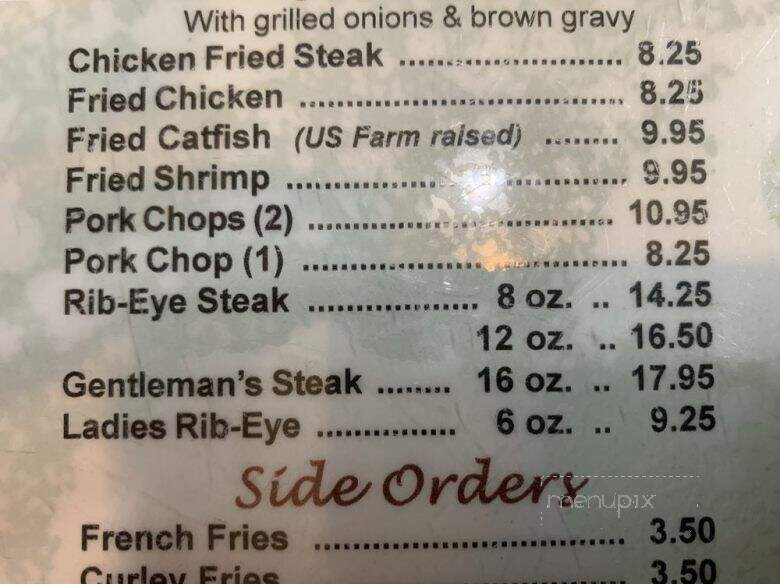 With grilled onions & brown gravy
Chicken Fried Steak ........................... 8.25
Fried Chicken ....................................... 8.25
Fried Catfish (US Farm raised) ......... 9.95
Fried Shrimp ......................................... 9.95
Pork Chops (2) ..................................... 10.95
Pork Chop (1) ....................................... 8.25
Rib-Eye Steak .................. 8 oz. .. 14.25
12 oz. .. 16.50
Gentleman's Steak ......... 16 oz. .. 17.95
Ladies Rib-Eye ............... 6 oz. .. 9.25
Side Orders
menupix
French Fries .................................... 3.50
Curley Fries 3.50